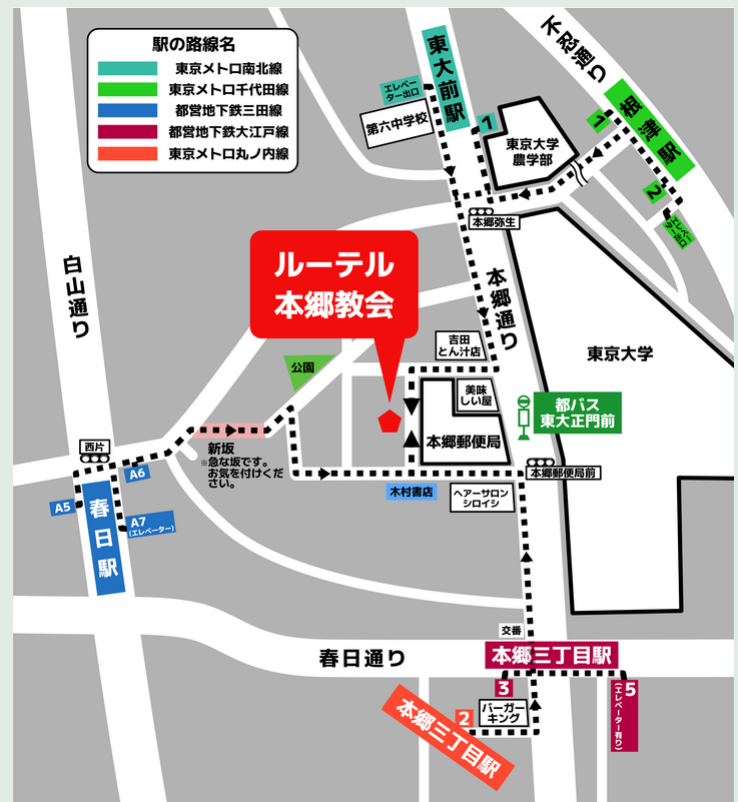 駅の路線名
東京メトロ南北線
東京メトロ千代田線
都営地下鉄三田線
都営地下鉄大江戸線
東京メトロ丸ノ内線
東大前駅
エレベー
ター出口
第六中学校
1
東京大学
農学部
不忍通り
根津駅
1
2
エレベー
ター出口
本郷弥生
白山通り
ルーテル
本郷教会
本郷通り
吉田
とん汁店
公園
美味
しい屋
東京大学
都バス
東大正門前
本郷郵便局
新坂
※急な坂です。
お気を付けくだ
さい。
西片
A6
A5
A7
(エレベーター)
春日駅
木村書店
ヘアーサロン
シロイシ
本郷郵便局前
交番
春日通り
本郷三丁目駅
3
5
(エレベーター有り)
バーガー
キング
2
本郷三丁目駅